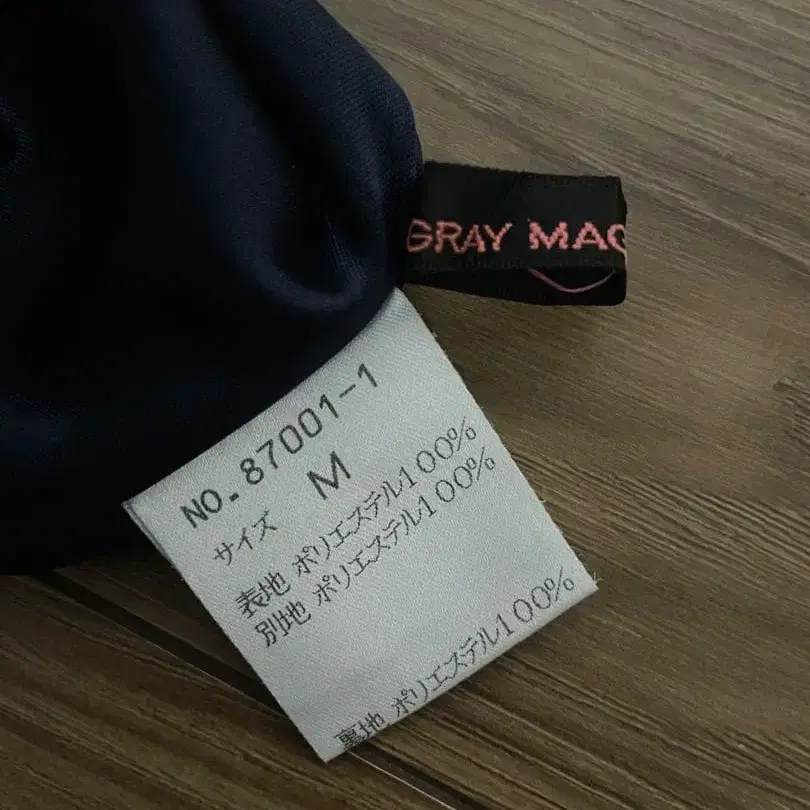 GRAY MAC
NO.87001-1
サイズ M
表地 ポリエステル100%
別地 ポリエステル100%
裏地 ポリエステル100%